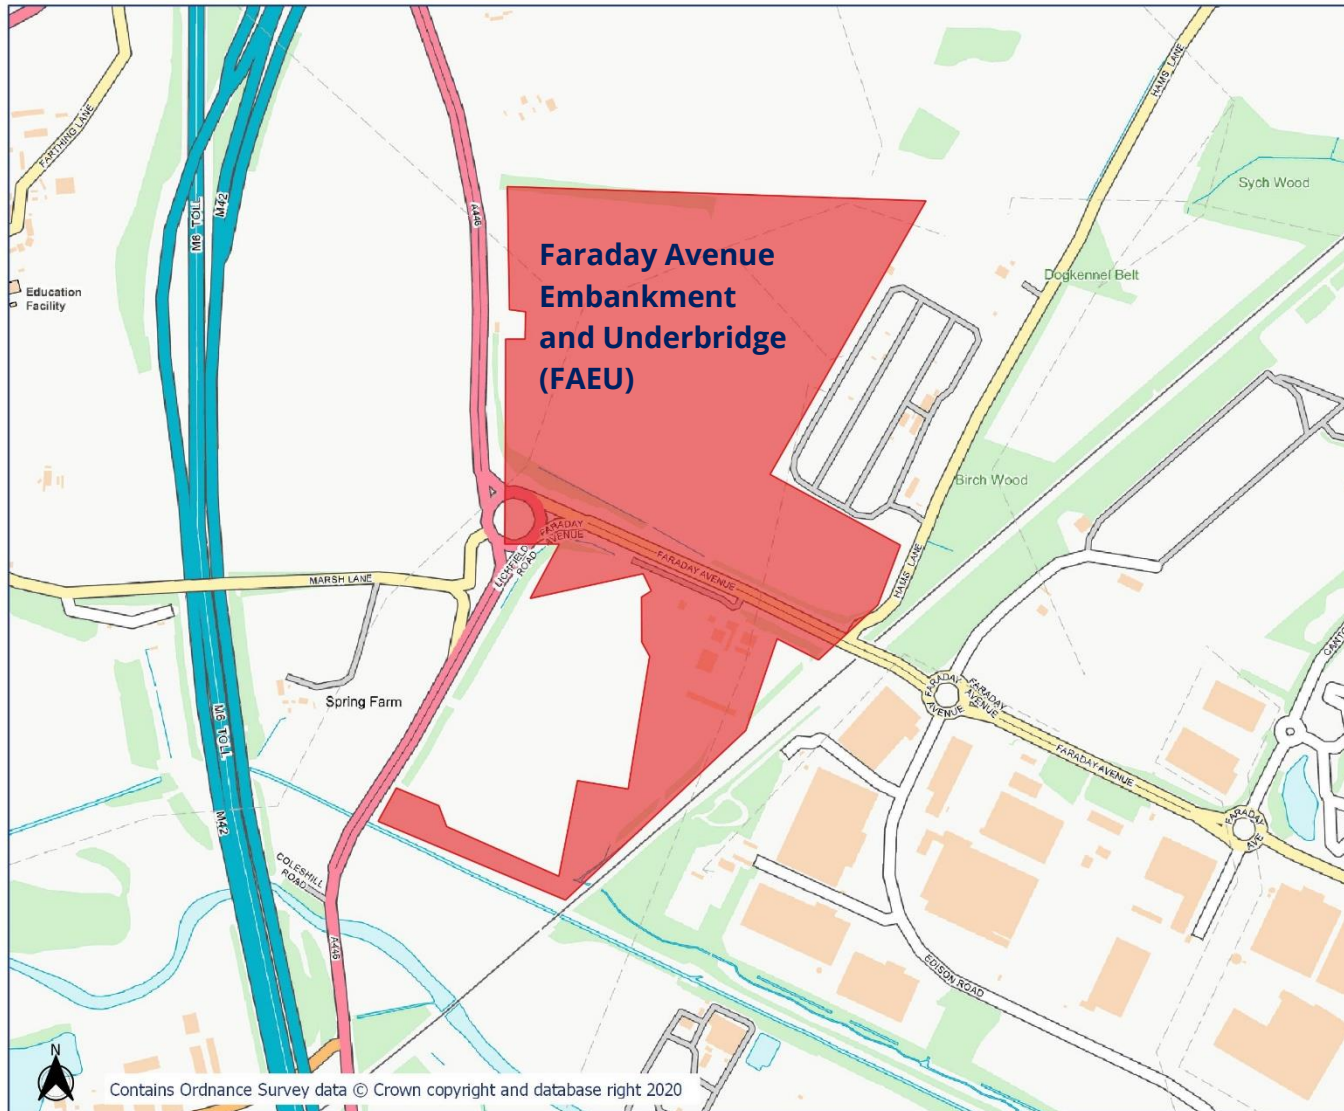 FARTHING LANE
M6 TOLL
M42
A446
HAMS LANE
Sych Wood
Faraday Avenue
Embankment
and Underbridge
(FAEU)
Dogkennel Belt
Education
Facility
Birch Wood
FARADAY
AVENUE
LICHFIELD
ROAD
FARADAY AVENUE
MARSH LANE
HAMS LANE
Spring Farm
FARADAY
AVENUE
FARADAY
AVENUE
M6 TOLL
M42
FARADAY AVENUE
FARADAY
AVE
COLESHILL
ROAD
A446
EDISON ROAD
N
Contains Ordnance Survey data © Crown copyright and database right 2020